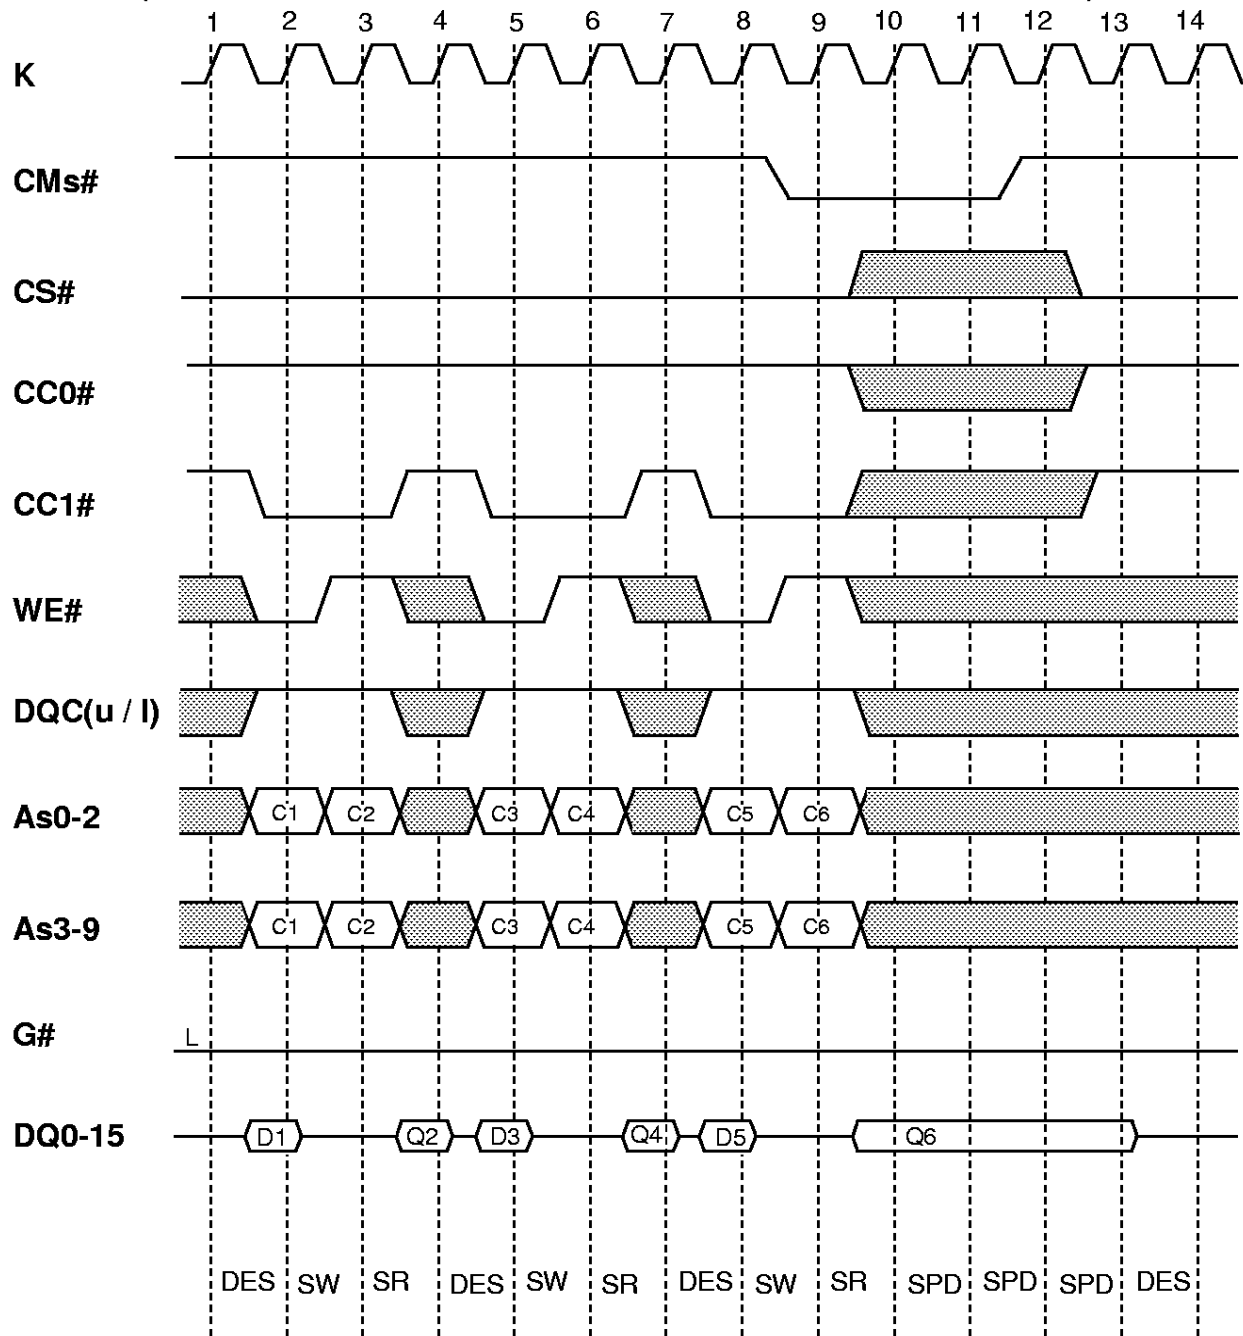 1 2 3 4 5 6 7 8 9 10 11 12 13 14
K
CMs#
CS#
CC0#
CC1#
WE#
DQC(u / l)
As0-2 C1 C2 C3 C4 C5 C6
As3-9 C1 C2 C3 C4 C5 C6
G# L
DQ0-15 D1 Q2 D3 Q4 D5 Q6
DES SW SR DES SW SR DES SW SR SPD SPD SPD DES